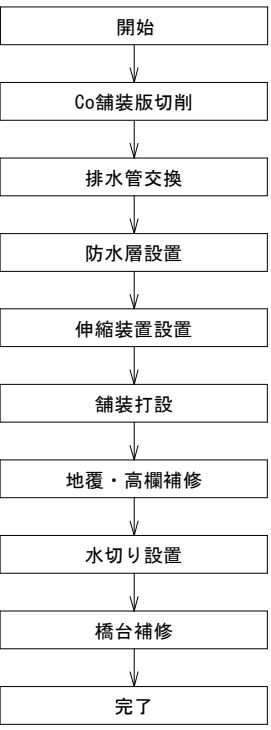 開始
Co舗装版切削
排水管交換
防水層設置
伸縮装置設置
舗装打設
地覆・高欄補修
水切り設置
橋台補修
完了